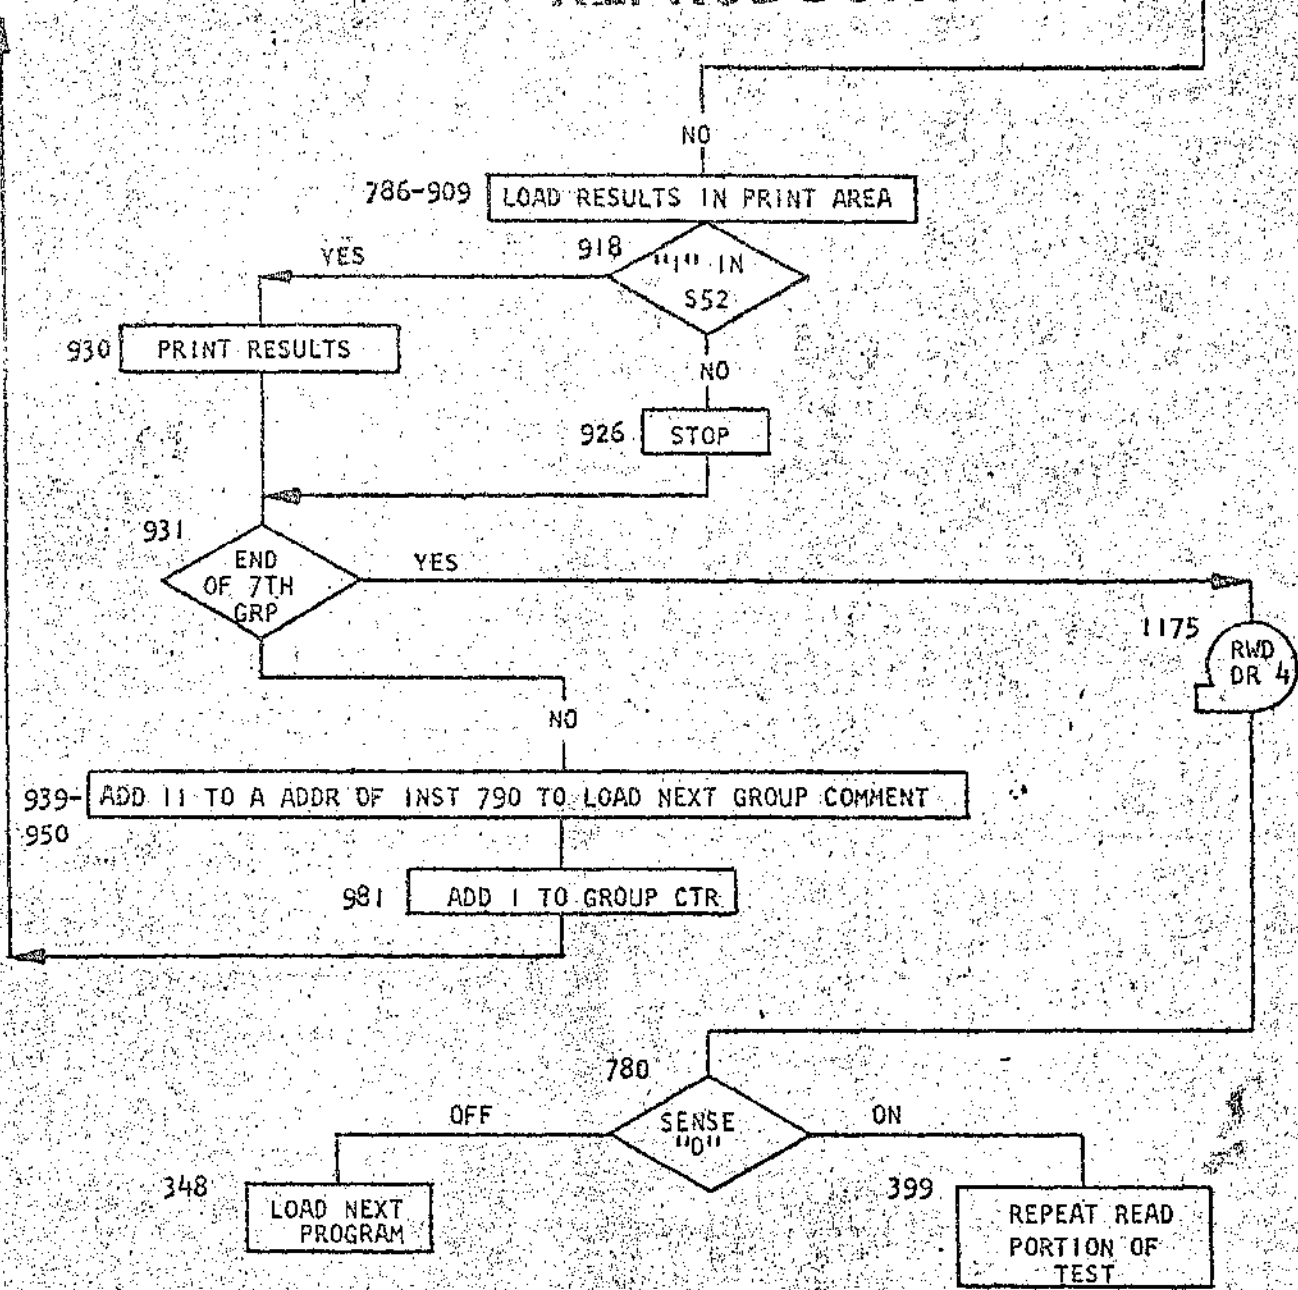 NO
786-909 LOAD RESULTS IN PRINT AREA
918 "1" IN
S52
YES
930 PRINT RESULTS
NO
926 STOP
931
END
OF 7TH
GRP
YES
1175
RWD
DR 4
NO
939- ADD 11 TO A ADDR OF INST 790 TO LOAD NEXT GROUP COMMENT
950
981 ADD 1 TO GROUP CTR
780
SENSE
"D"
OFF
ON
348
LOAD NEXT
PROGRAM
399
REPEAT READ
PORTION OF
TEST